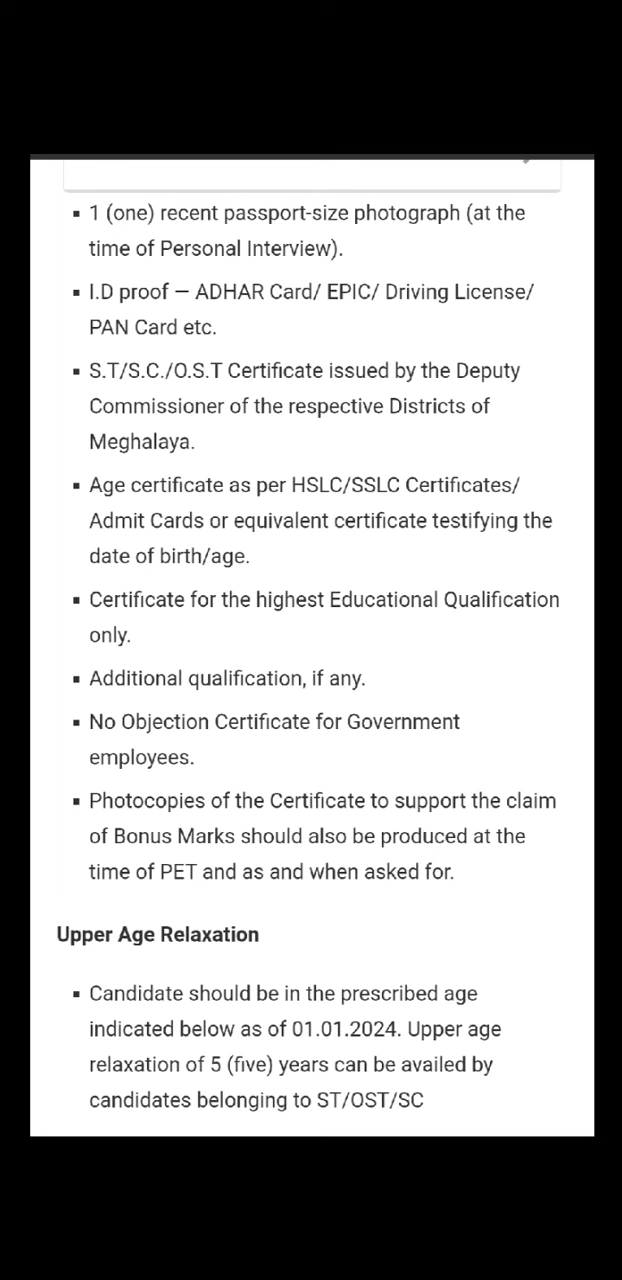 ▪ 1 (one) recent passport-size photograph (at the
time of Personal Interview).
▪ I.D proof — ADHAR Card/ EPIC/ Driving License/
PAN Card etc.
▪ S.T/S.C./O.S.T Certificate issued by the Deputy
Commissioner of the respective Districts of
Meghalaya.
▪ Age certificate as per HSLC/SSLC Certificates/
Admit Cards or equivalent certificate testifying the
date of birth/age.
▪ Certificate for the highest Educational Qualification
only.
▪ Additional qualification, if any.
▪ No Objection Certificate for Government
employees.
▪ Photocopies of the Certificate to support the claim
of Bonus Marks should also be produced at the
time of PET and as and when asked for.
Upper Age Relaxation
▪ Candidate should be in the prescribed age
indicated below as of 01.01.2024. Upper age
relaxation of 5 (five) years can be availed by
candidates belonging to ST/OST/SC